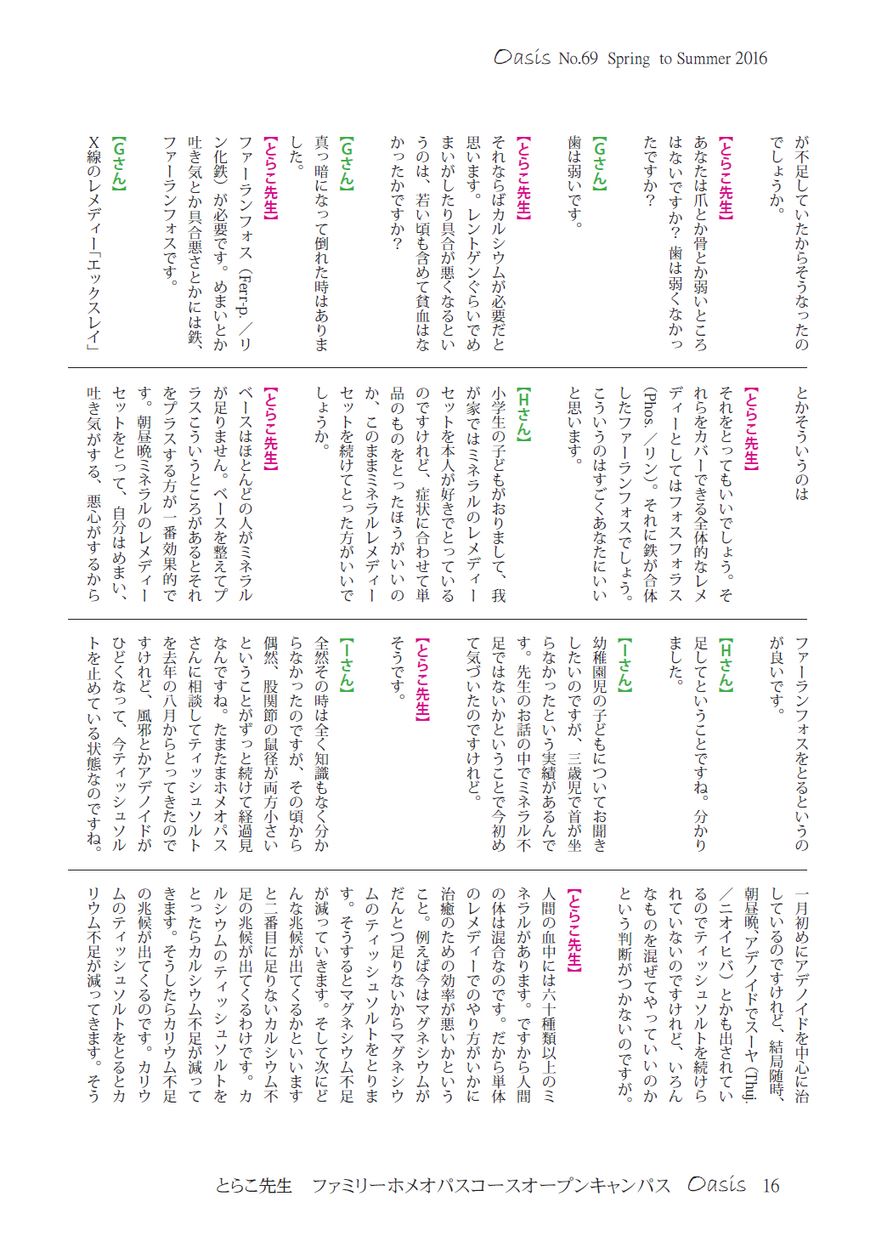 Oasis No.69 Spring to Summer 2016
が不足していたからそうなったの
でしょうか。
【とらこ先生】
あなたは爪とか骨とか弱いところ
はないですか? 歯は弱くなかっ
たですか?
【Gさん】
歯は弱いです。
【とらこ先生】
それならばカルシウムが必要だと
思います。レントゲンぐらいでめ
まいがしたり具合が悪くなるとい
うのは、若い頃も含めて貧血はな
かったかですか?
【Gさん】
真っ暗になって倒れた時はありま
した。
【とらこ先生】
ファーランフォス(Ferr-p.／リ
ン化鉄)が必要です。めまいとか
吐き気とか具合悪さとかには鉄、
ファーランフォスです。
【Gさん】
X線のレメディー「エックスレイ」
とかそういうのは
【とらこ先生】
それをとってもいいでしょう。そ
れらをカバーできる全体的なレメ
ディーとしてはフォスフォラス
(Phos.／リン)。それに鉄が合体
したファーランフォスでしょう。
こういうのはすごくあなたにいい
と思います。
【Hさん】
小学生の子どもがおりまして、我
が家ではミネラルのレメディー
セットを本人が好きでとっている
のですけれど、症状に合わせて単
品のものをとったほうがいいの
か、このままミネラルレメディー
セットを続けてとった方がいいで
しょうか。
【とらこ先生】
ベースはほとんどの人がミネラル
が足りません。ベースを整えてプ
ラスこういうところがあるとそれ
をプラスする方が一番効果的で
す。朝昼晩ミネラルのレメディー
セットをとって、自分はめまい、
吐き気がする、悪心がするから
ファーランフォスをとるというの
が良いです。
【Hさん】
足してということですね。分かり
ました。
【Iさん】
幼稚園児の子どもについてお聞き
したいのですが、三歳児で首が坐
らなかったという実績があるんで
す。先生のお話の中でミネラル不
足ではないかということで今初め
て気づいたのですけれど。
【とらこ先生】
そうです。
【Iさん】
全然その時は全く知識もなく分か
らなかったのですが、その頃から
偶然、股関節の鼠径が両方小さい
ということがずっと続けて経過見
なんですね。たまたまホメオパス
さんに相談してティッシュソルト
を去年の八月からとってきたので
すけれど、風邪とかアデノイドが
ひどくなって、今ティッシュソル
トを止めている状態なのですね。
一月初めにアデノイドを中心に治
しているのですけれど、結局随時、
朝昼晩、アデノイドでスーヤ(Thuj.
／ニオイヒバ)とかも出されてい
るのでティッシュソルトを続けら
れていないのですけれど、いろん
なものを混ぜてやっていいのか
という判断がつかないのですが。
【とらこ先生】
人間の血中には六十種類以上のミ
ネラルがあります。ですから人間
の体は混合なのです。だから単体
のレメディーでのやり方がいかに
治癒のための効率が悪いかという
こと。例えば今はマグネシウムが
だんとつ足りないからマグネシウ
ムのティッシュソルトをとりま
す。そうするとマグネシウム不足
が減っていきます。そして次にど
んな兆候が出てくるかといいます
と二番目に足りないカルシウム不
足の兆候が出てくるわけです。カ
ルシウムのティッシュソルトを
とったらカルシウム不足が減って
きます。そうしたらカリウム不足
の兆候が出てくるのです。カリウ
ムのティッシュソルトをとるとカ
リウム不足が減ってきます。そう
とらこ先生 ファミリーホメオパスコースオープンキャンパス Oasis 16